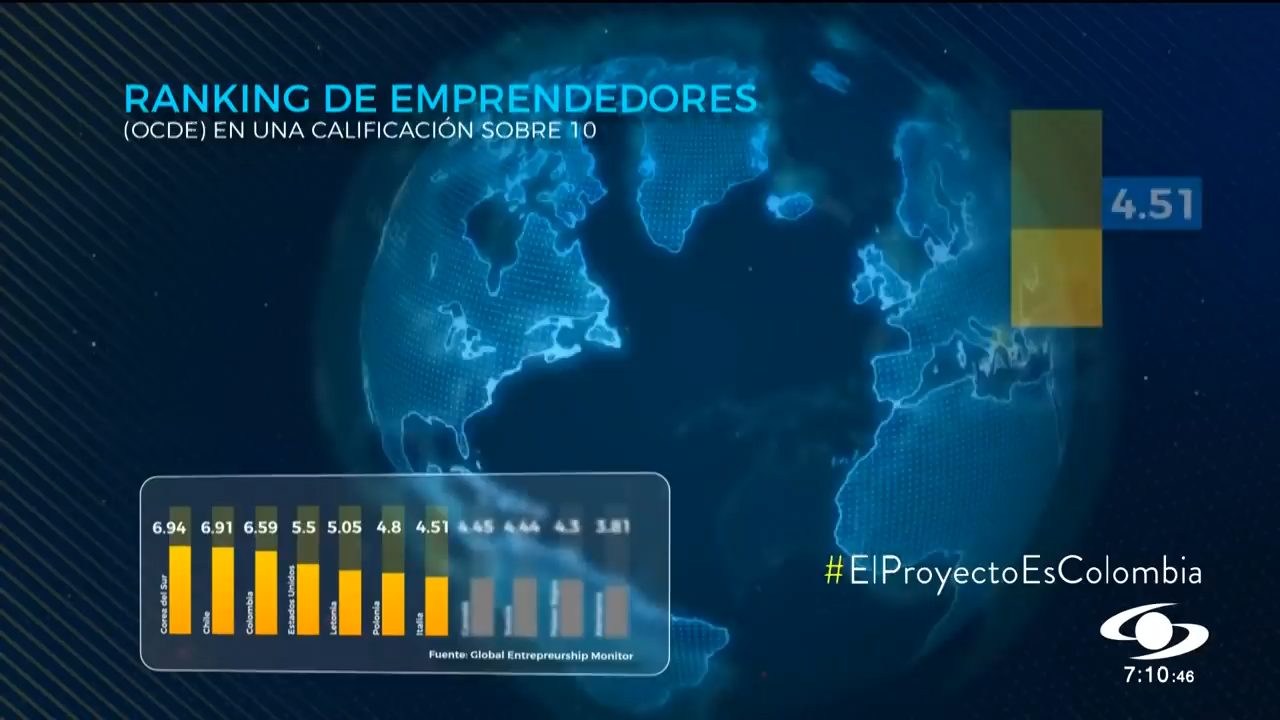 RANKING DE EMPRENDEDORES
(OCDE) EN UNA CALIFICACIÓN SOBRE 10
4.51
6.94 6.91 6.59 5.5 5.05 4.8 4.51 4.45 4.44 4.3 3.81
Corea del Sur
Chile
Colombia
Estados Unidos
Letonia
Polonia
Italia
Fuente: Global Entrepreurship Monitor
#ElProyectoEsColombia
7:10:46